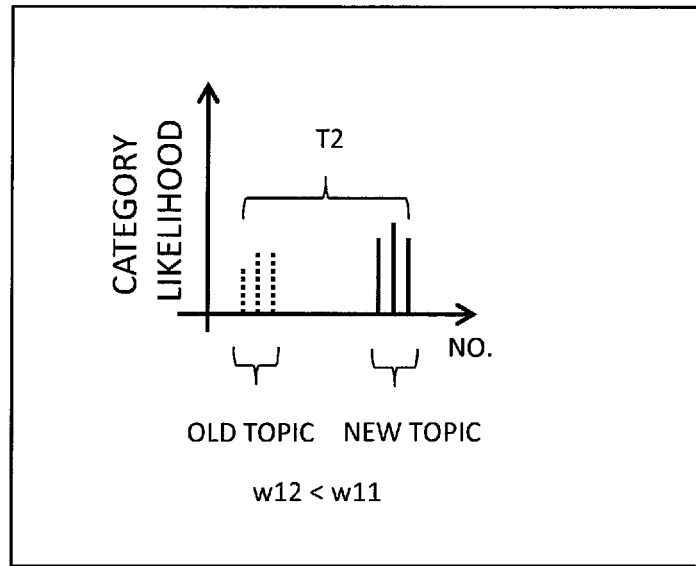 T2
CATEGORY
LIKELIHOOD
NO.
OLD TOPIC NEW TOPIC
w12 < w11